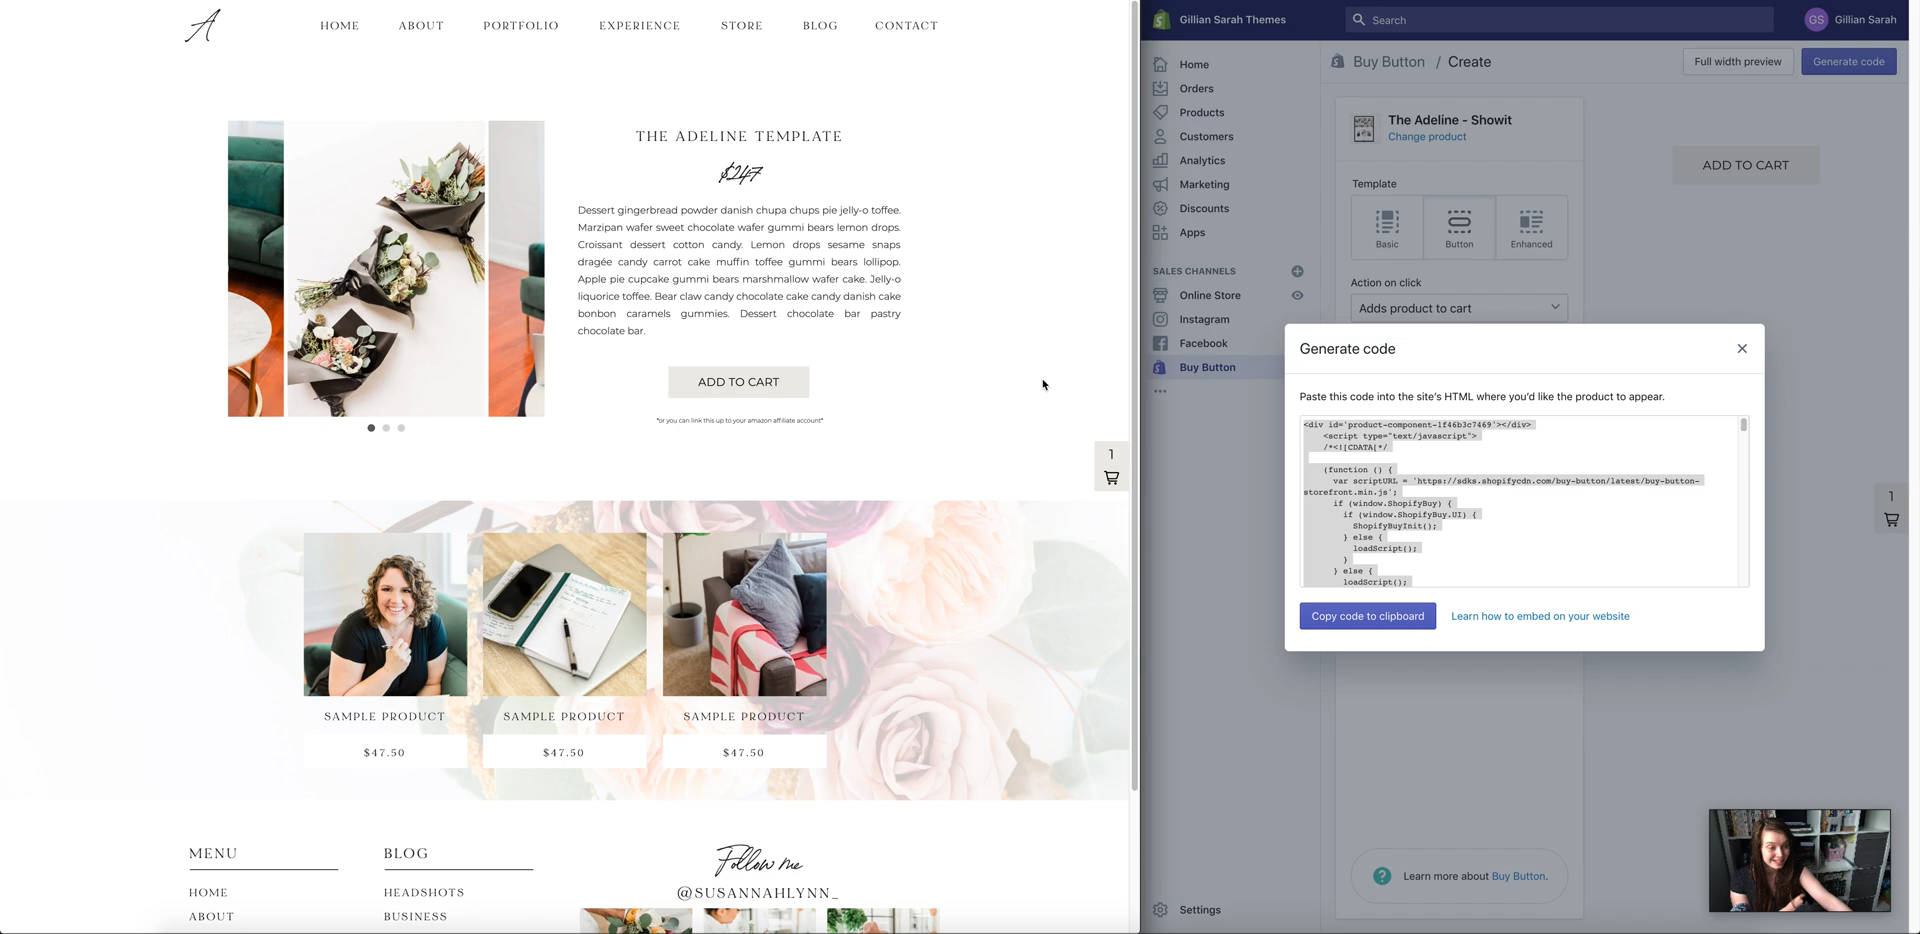 A
HOME ABOUT PORTFOLIO EXPERIENCE STORE BLOG CONTACT
THE ADELINE TEMPLATE
$247
Dessert gingerbread powder danish chupa chups pie jelly-o toffee.
Marzipan wafer sweet chocolate wafer gummi bears lemon drops.
Croissant dessert cotton candy. Lemon drops sesame snaps
dragée candy carrot cake muffin toffee gummi bears lollipop.
Apple pie cupcake gummi bears marshmallow wafer cake. Jelly-o
liquorice toffee. Bear claw candy chocolate cake candy danish cake
bonbon caramels gummies. Dessert chocolate bar pastry
chocolate bar.
ADD TO CART
*or you can link this up to your amazon affiliate account*
1
SAMPLE PRODUCT
$47.50
SAMPLE PRODUCT
$47.50
SAMPLE PRODUCT
$47.50
MENU
HOME
ABOUT
BLOG
HEADSHOTS
BUSINESS
Follow me
@SUSANNAHLYNN_
Gillian Sarah Themes
Search
GS Gillian Sarah
Home
Orders
Products
Customers
Analytics
Marketing
Discounts
Apps
SALES CHANNELS
Online Store
Instagram
Facebook
Buy Button
Settings
Buy Button / Create
Full width preview
Generate code
The Adeline - Showit
Change product
Template
Basic
Button
Enhanced
Action on click
Adds product to cart
ADD TO CART
Generate code
Paste this code into the site's HTML where you'd like the product to appear.
<div id='product-component-1f46b3c7469'></div>
<script type="text/javascript">
/*<![CDATA[*/
(function () {
var scriptURL = 'https://sdks.shopifycdn.com/buy-button/latest/buy-button-
storefront.min.js';
if (window.ShopifyBuy) {
if (window.ShopifyBuy.UI) {
ShopifyBuyInit();
} else {
loadScript();
}
} else {
loadScript();
Copy code to clipboard
Learn how to embed on your website
1
Learn more about Buy Button.